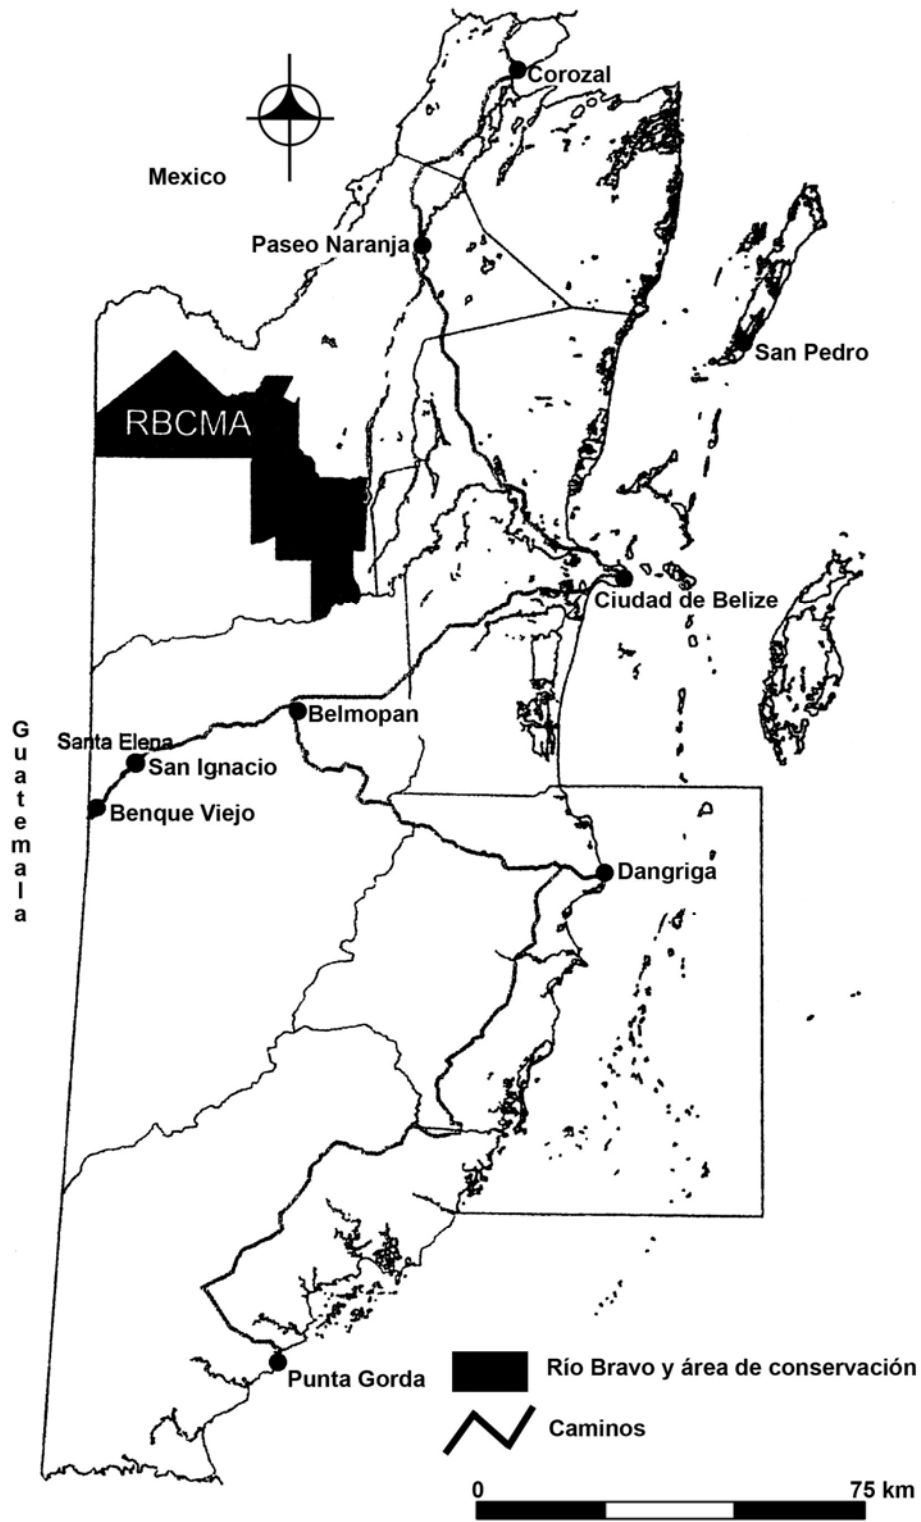 Corozal
Mexico
Paseo Naranja
San Pedro
RBCMA
Ciudad de Belize
Belmopan
Santa Elena
San Ignacio
Benque Viejo
Guatemala
Dangriga
Río Bravo y área de conservación
Punta Gorda
Caminos
0 75 km